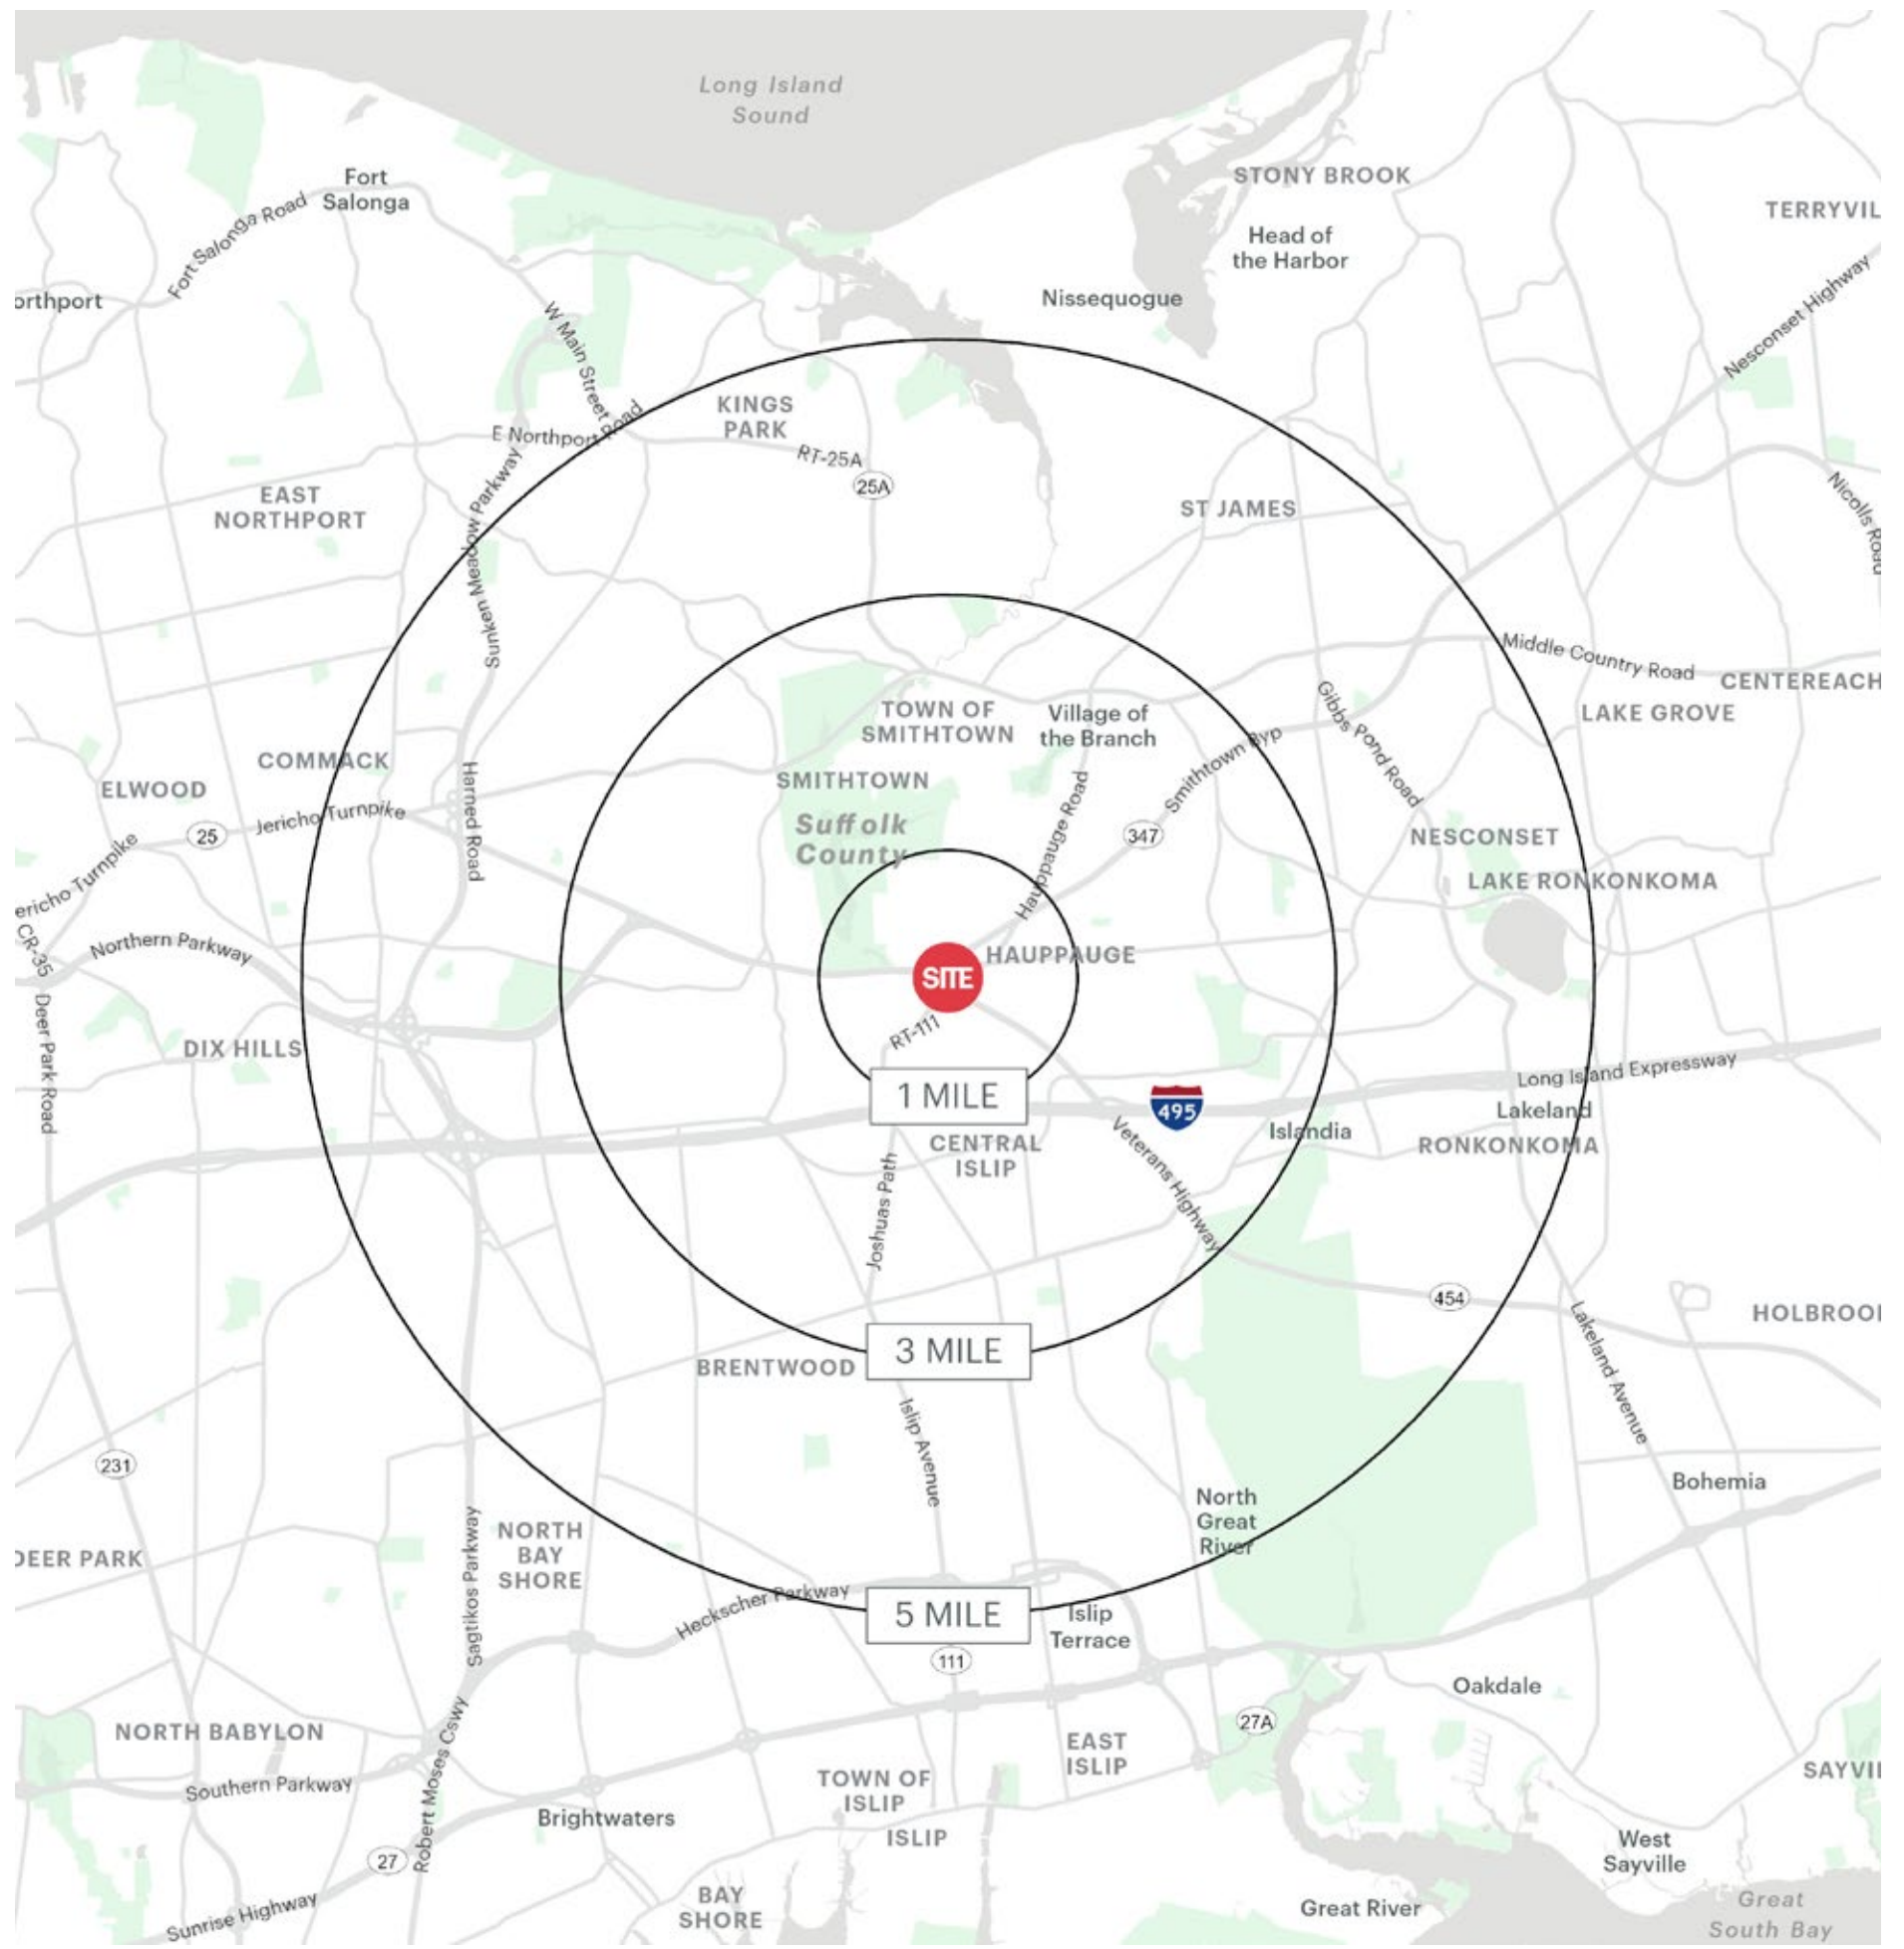 Long Island
Sound
STONY BROOK
Fort
Salonga
TERRYVIL
Fort Salonga Road
Head of
the Harbor
orthport
Nissequogue
Nesconset Highway
W Main Street
KINGS
PARK
E Northport Road
RT-25A
25A
EAST
NORTHPORT
ST JAMES
Nicolls Road
Sunken Meadow Parkway
Middle Country Road
CENTEREACH
LAKE GROVE
TOWN OF
SMITHTOWN
Village of
the Branch
Gibbs Pond Road
Smithtown Byp
COMMACK
ELWOOD
SMITHTOWN
Jericho Turnpike
25
Harned Road
Suffolk
County
Hauppauge Road
347
NESCONSET
ericho Turnpike
LAKE RONKONKOMA
CR-35
Northern Parkway
HAUPPAUGE
SITE
RT-111
Deer Park Road
DIX HILLS
Long Island Expressway
1 MILE
495
Lakeland
Islandia
RONKONKOMA
CENTRAL
ISLIP
Veterans Highway
Joshuas Path
454
HOLBROO
3 MILE
BRENTWOOD
Lakeland Avenue
Islip Avenue
231
Bohemia
North
Great
River
NORTH
BAY
SHORE
DEER PARK
Sagtikos Parkway
Heckscher Parkway
5 MILE
Islip
Terrace
111
Oakdale
27A
NORTH BABYLON
Robert Moses Cswy
EAST
ISLIP
SAYVI
Southern Parkway
TOWN OF
ISLIP
Brightwaters
ISLIP
27
West
Sayville
BAY
SHORE
Great River
Great
South Bay
Sunrise Highway